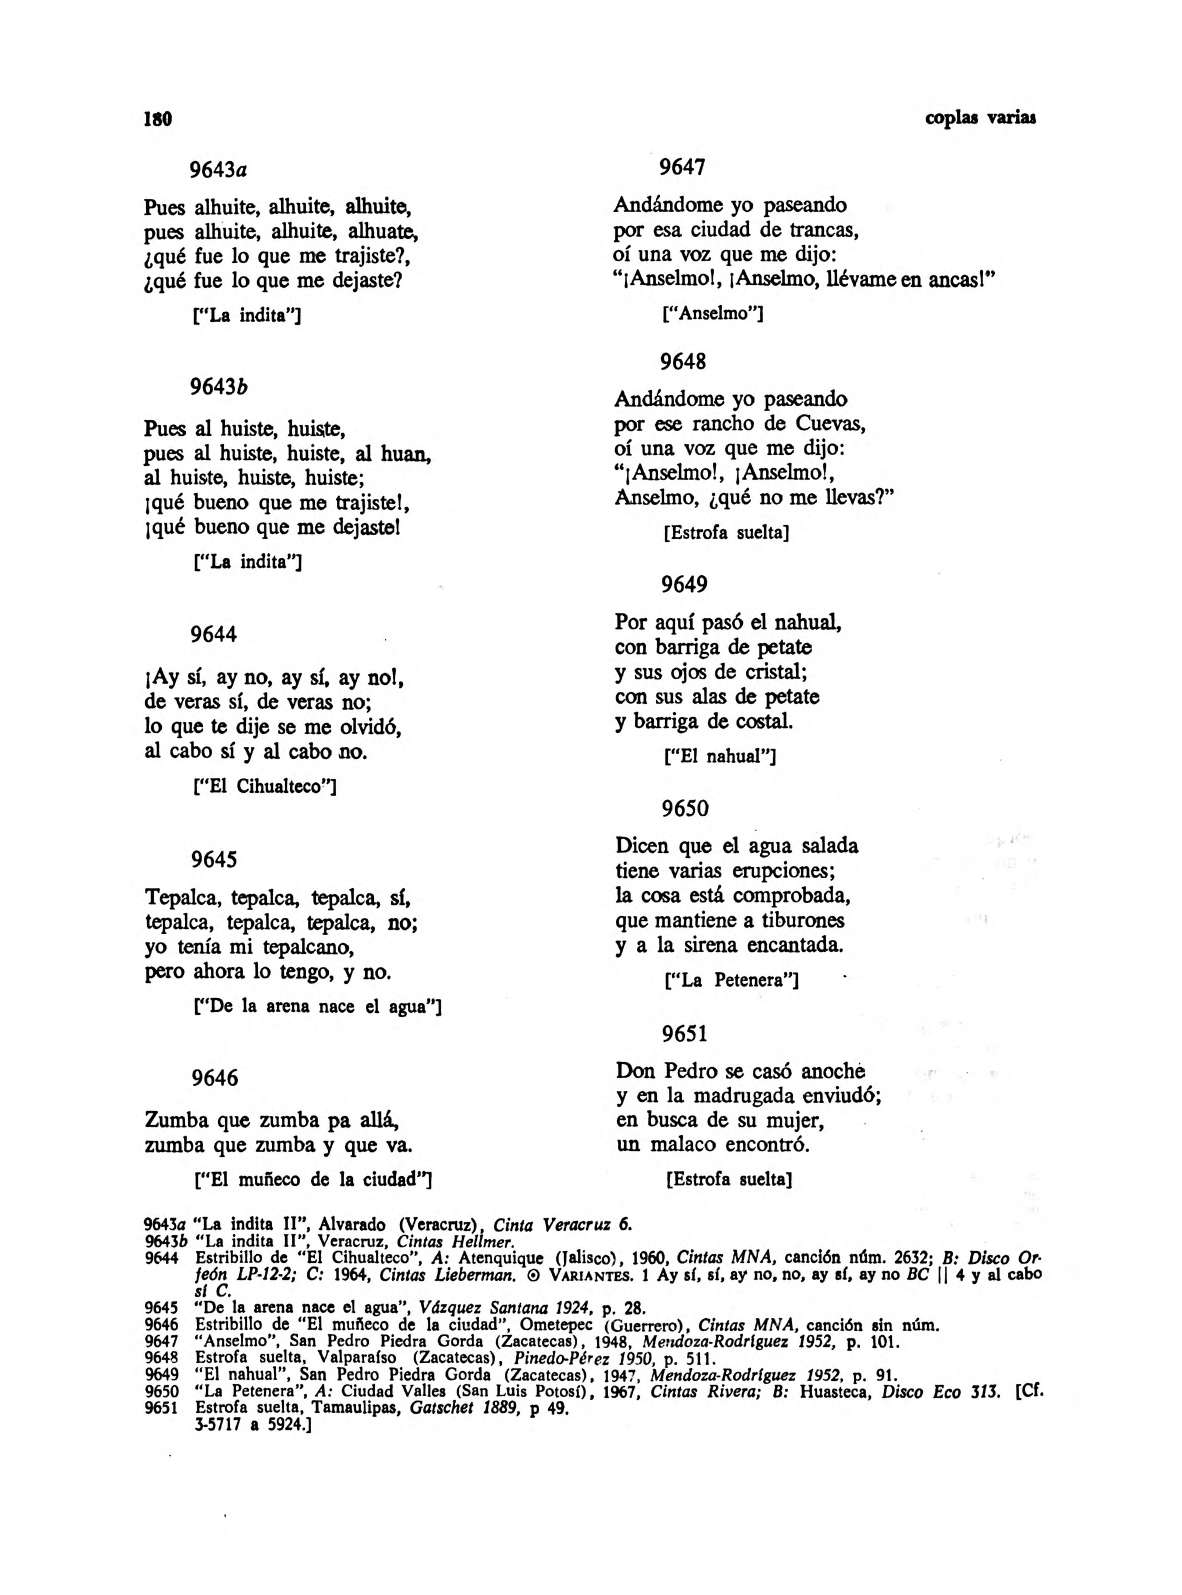 180
coplas varias
9643a
Pues alhuite, alhuite, alhuite,
pues alhuite, alhuite, alhuate,
¿qué fue lo que me trajiste?,
¿qué fue lo que me dejaste?
["La indita"]
9643b
Pues al huiste, huiste,
pues al huiste, huiste, al huan,
al huiste, huiste, huiste;
¡qué bueno que me trajiste!,
¡qué bueno que me dejaste!
["La indita"]
9644
¡Ay sí, ay no, ay sí, ay no!,
de veras sí, de veras no;
lo que te dije se me olvidó,
al cabo sí y al cabo no.
["El Cihualteco"]
9645
Tepalca, tepalca, tepalca, sí,
tepalca, tepalca, tepalca, no;
yo tenía mi tepalcano,
pero ahora lo tengo, y no.
["De la arena nace el agua"]
9646
Zumba que zumba pa allá,
zumba que zumba y que va.
["El muñeco de la ciudad"]
9647
Andándome yo paseando
por esa ciudad de trancas,
oí una voz que me dijo:
"¡Anselmo!, ¡Anselmo, llévame en ancas!"
["Anselmo"]
9648
Andándome yo paseando
por ese rancho de Cuevas,
oí una voz que me dijo:
"¡Anselmo!, ¡Anselmo!,
Anselmo, ¿qué no me llevas?"
[Estrofa suelta]
9649
Por aquí pasó el nahual,
con barriga de petate
y sus ojos de cristal;
con sus alas de petate
y barriga de costal.
["El nahual"]
9650
Dicen que el agua salada
tiene varias erupciones;
la cosa está comprobada,
que mantiene a tiburones
y a la sirena encantada.
["La Petenera"]
9651
Don Pedro se casó anoche
y en la madrugada enviudó;
en busca de su mujer,
un malaco encontró.
[Estrofa suelta]
9643a "La indita II", Alvarado (Veracruz), Cinta Veracruz 6.
9643b "La indita II", Veracruz, Cintas Hellmer.
9644 Estribillo de "El Cihualteco", A: Atenquique (Jalisco), 1960, Cintas MNA, canción núm. 2632; B: Disco Or-
feón LP-12-2; C: 1964, Cintas Lieberman. ⊙ VARIANTES. 1 Ay sí, sí, ay no, no, ay sí, ay no BC || 4 y al cabo
sí C.
9645 "De la arena nace el agua", Vázquez Santana 1924, p. 28.
9646 Estribillo de "El muñeco de la ciudad", Ometepec (Guerrero), Cintas MNA, canción sin núm.
9647 "Anselmo", San Pedro Piedra Gorda (Zacatecas), 1948, Mendoza-Rodríguez 1952, p. 101.
9648 Estrofa suelta, Valparaíso (Zacatecas), Pinedo-Pérez 1950, p. 511.
9649 "El nahual", San Pedro Piedra Gorda (Zacatecas), 1947, Mendoza-Rodríguez 1952, p. 91.
9650 "La Petenera", A: Ciudad Valles (San Luis Potosí), 1967, Cintas Rivera; B: Huasteca, Disco Eco 313. [Cf.
9651 Estrofa suelta, Tamaulipas, Gatschet 1889, p 49.
3-5717 a 5924.]